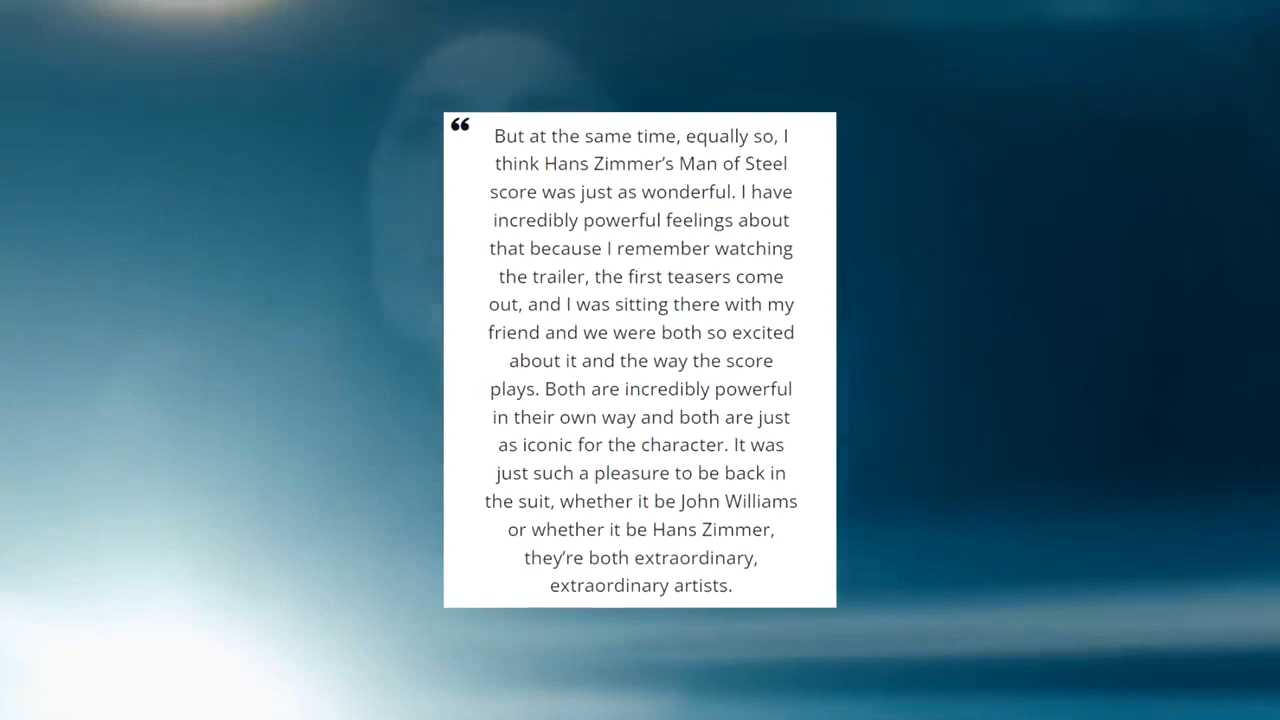 “
But at the same time, equally so, I
think Hans Zimmer’s Man of Steel
score was just as wonderful. I have
incredibly powerful feelings about
that because I remember watching
the trailer, the first teasers come
out, and I was sitting there with my
friend and we were both so excited
about it and the way the score
plays. Both are incredibly powerful
in their own way and both are just
as iconic for the character. It was
just such a pleasure to be back in
the suit, whether it be John Williams
or whether it be Hans Zimmer,
they’re both extraordinary,
extraordinary artists.